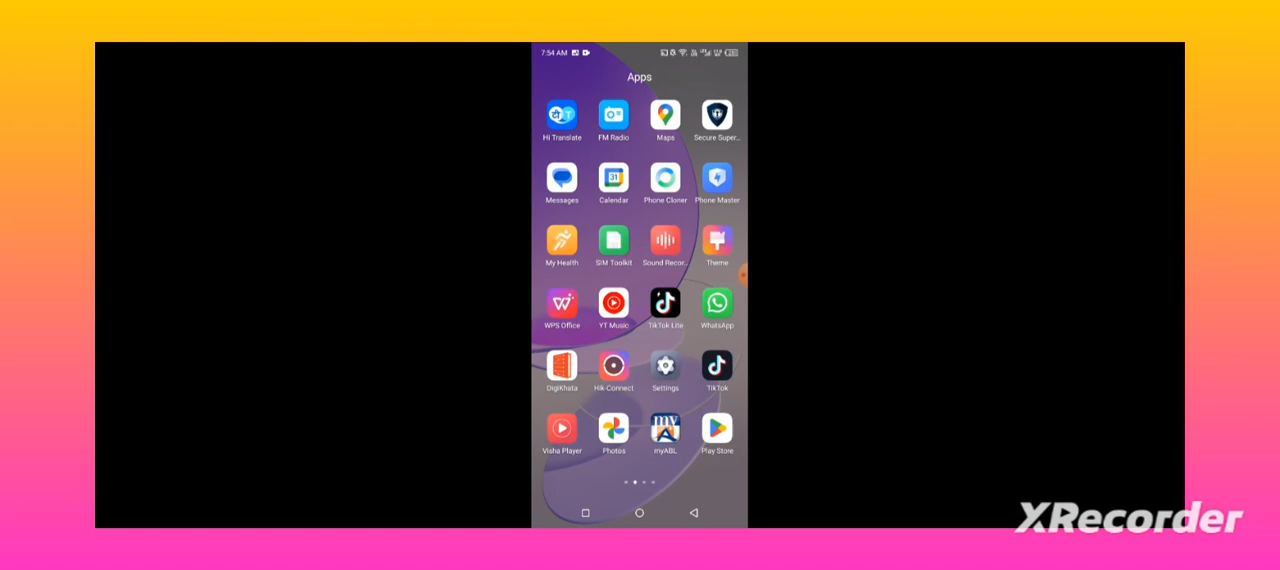 7:54 AM
Apps
Hi Translate FM Radio Maps Secure Super...
31
Messages Calendar Phone Cloner Phone Master
My Health SIM Toolkit Sound Recor... Theme
WPS Office YT Music TikTok Lite WhatsApp
my
DigiKhata Hik-Connect Settings TikTok
Visha Player Photos myABL Play Store
XRecorder